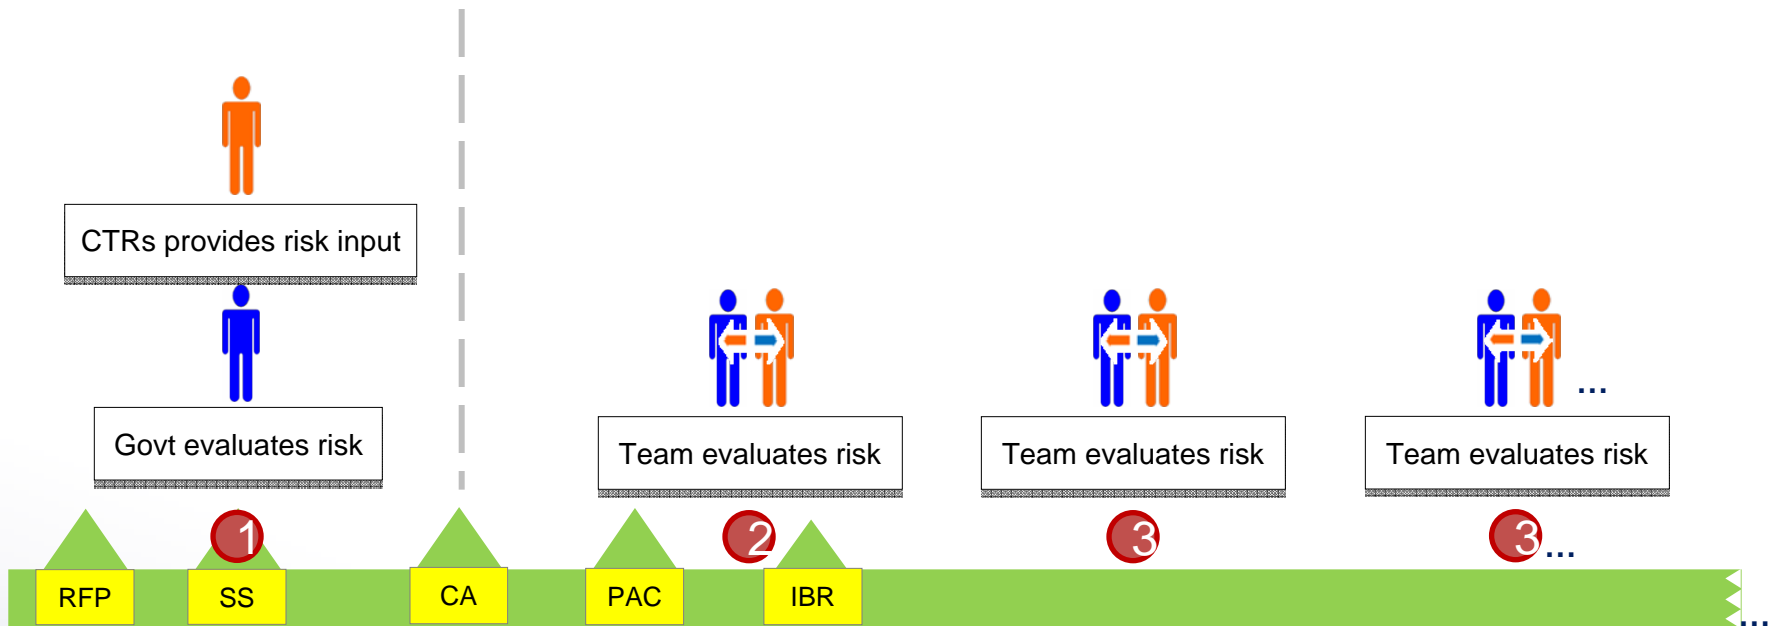 CTRs provides risk input
Govt evaluates risk
Team evaluates risk
Team evaluates risk
...
Team evaluates risk
1
2
3
3...
RFP
SS
CA
PAC
IBR
...